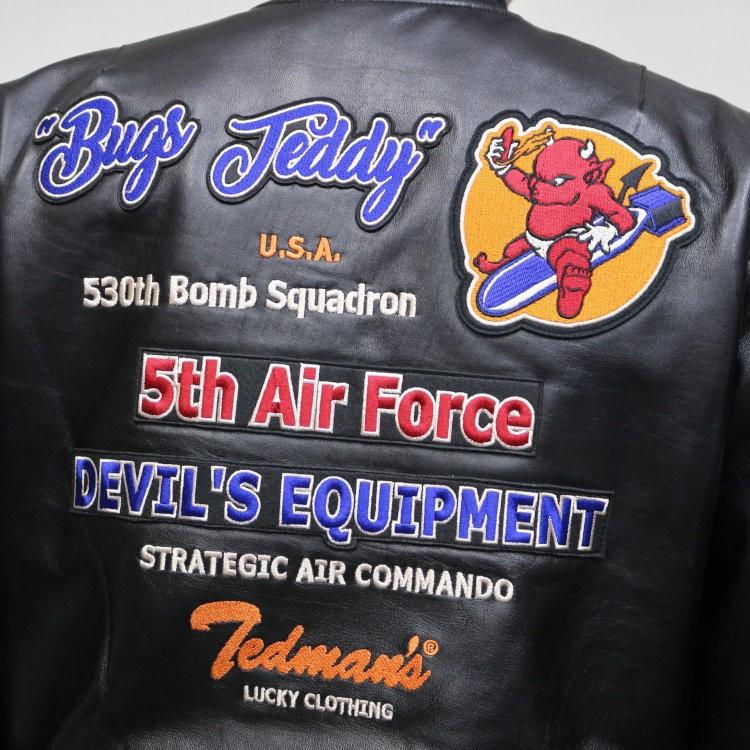 "Bugs Teddy"
U.S.A.
530th Bomb Squadron
5th Air Force
DEVIL'S EQUIPMENT
STRATEGIC AIR COMMANDO
Tedman's®
LUCKY CLOTHING